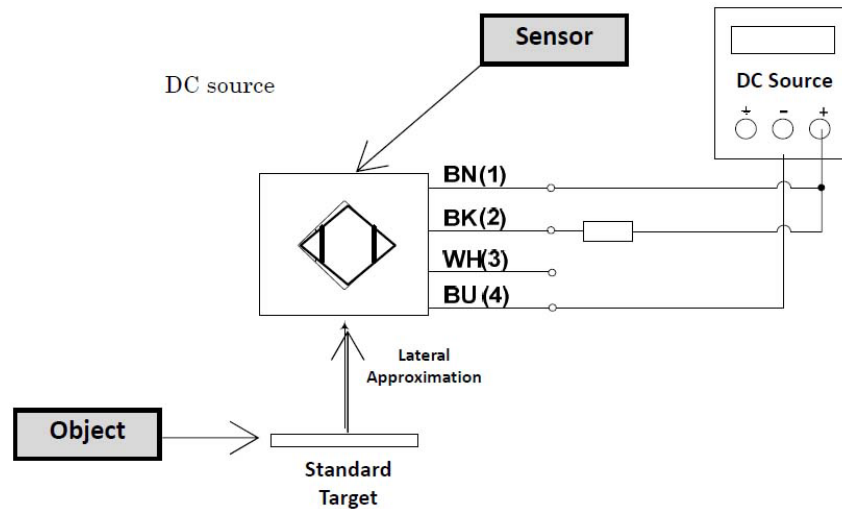 Sensor
DC source
DC Source
+ - +
BN(1)
BK(2)
WH(3)
BU(4)
Lateral
Approximation
Object
Standard
Target